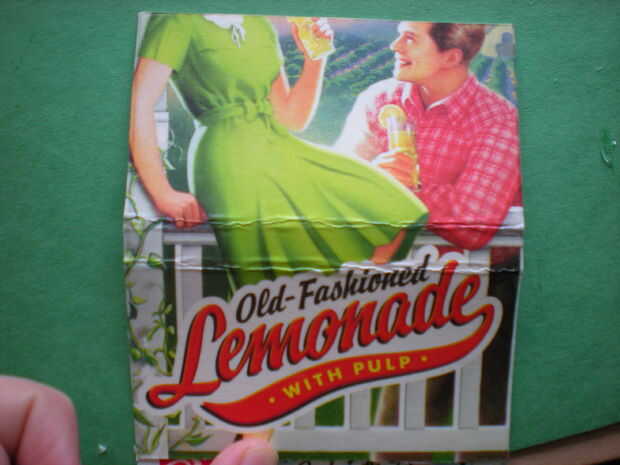 Old-Fashioned
Lemonade
• WITH PULP •